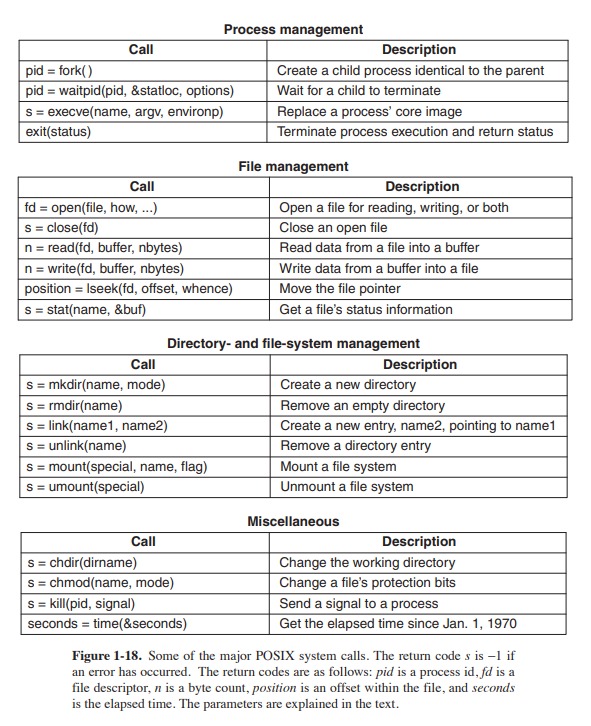 Process management
Call Description
pid = fork( ) Create a child process identical to the parent
pid = waitpid(pid, &statloc, options) Wait for a child to terminate
s = execve(name, argv, environp) Replace a process' core image
exit(status) Terminate process execution and return status
File management
Call Description
fd = open(file, how, ...) Open a file for reading, writing, or both
s = close(fd) Close an open file
n = read(fd, buffer, nbytes) Read data from a file into a buffer
n = write(fd, buffer, nbytes) Write data from a buffer into a file
position = lseek(fd, offset, whence) Move the file pointer
s = stat(name, &buf) Get a file's status information
Directory- and file-system management
Call Description
s = mkdir(name, mode) Create a new directory
s = rmdir(name) Remove an empty directory
s = link(name1, name2) Create a new entry, name2, pointing to name1
s = unlink(name) Remove a directory entry
s = mount(special, name, flag) Mount a file system
s = umount(special) Unmount a file system
Miscellaneous
Call Description
s = chdir(dirname) Change the working directory
s = chmod(name, mode) Change a file's protection bits
s = kill(pid, signal) Send a signal to a process
seconds = time(&seconds) Get the elapsed time since Jan. 1, 1970
Figure 1-18. Some of the major POSIX system calls. The return code s is −1 if
an error has occurred. The return codes are as follows: pid is a process id, fd is a
file descriptor, n is a byte count, position is an offset within the file, and seconds
is the elapsed time. The parameters are explained in the text.